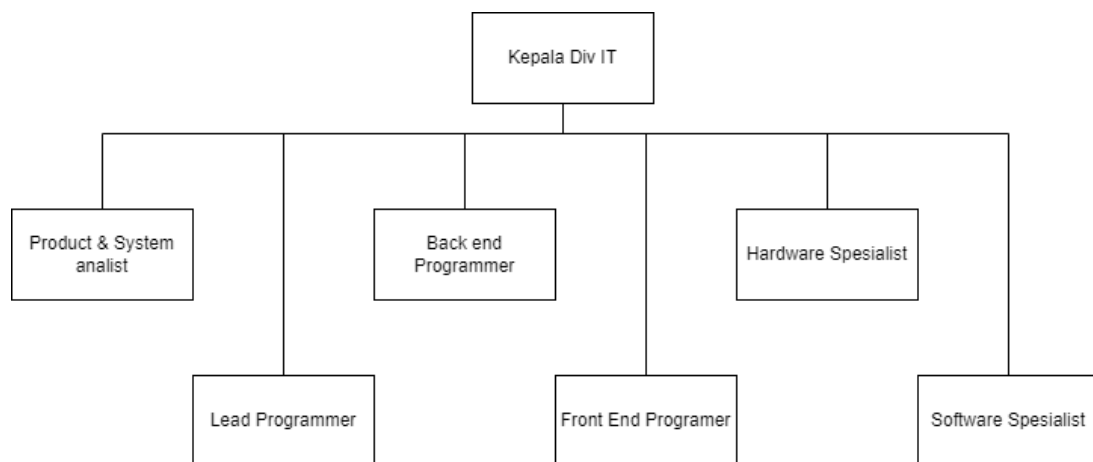 Kepala Div IT
Product & System
analist
Back end
Programmer
Hardware Spesialist
Lead Programmer
Front End Programer
Software Spesialist